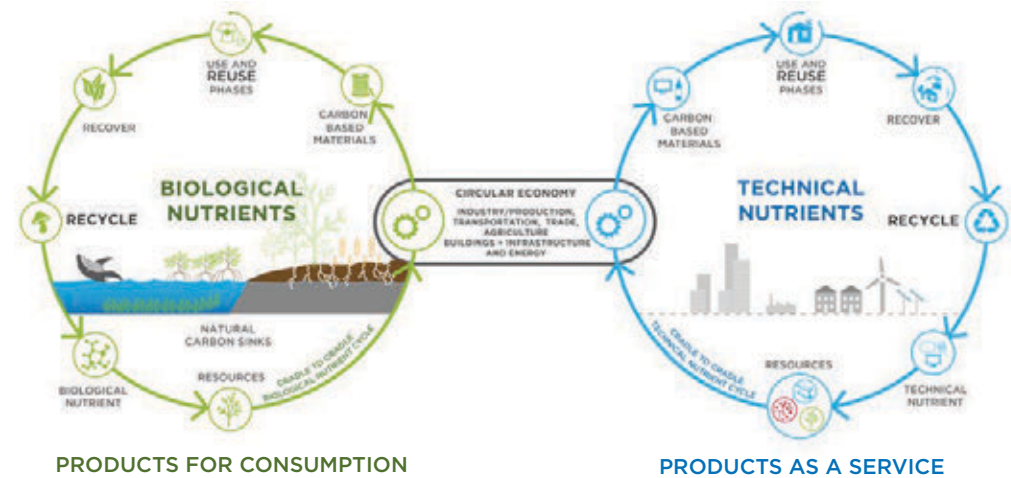 USE AND
REUSE
PHASES
RECOVER
CARBON
BASED
MATERIALS
BIOLOGICAL
NUTRIENTS
RECYCLE
NATURAL
CARBON SINKS
BIOLOGICAL
NUTRIENT
RESOURCES
CRADLE TO CRADLE
BIOLOGICAL NUTRIENT CYCLE
PRODUCTS FOR CONSUMPTION
CIRCULAR ECONOMY
INDUSTRY/PRODUCTION,
TRANSPORTATION, TRADE,
AGRICULTURE
BUILDINGS + INFRASTRUCTURE
AND ENERGY
USE AND
REUSE
PHASES
CARBON
BASED
MATERIALS
RECOVER
TECHNICAL
NUTRIENTS
RECYCLE
CRADLE TO CRADLE
TECHNICAL NUTRIENT CYCLE
RESOURCES
TECHNICAL
NUTRIENT
PRODUCTS AS A SERVICE